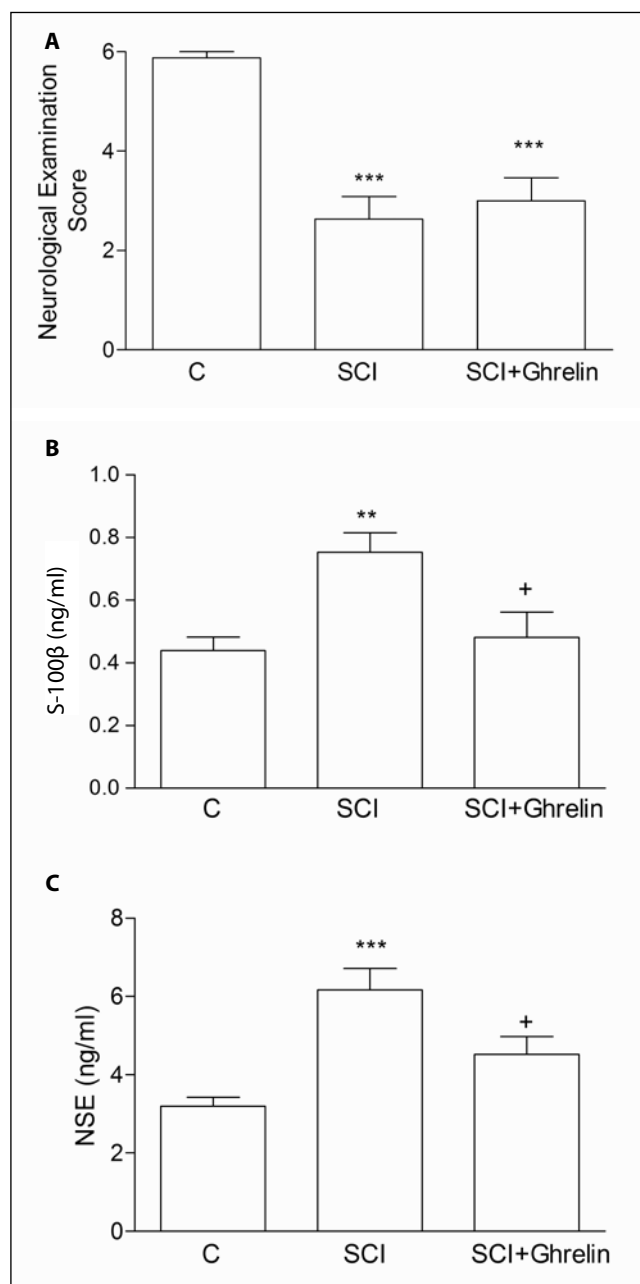 A
Neurological Examination
Score
6
4
2
0
***
***
C SCI SCI+Ghrelin
B
S-100β (ng/ml)
1.0
0.8
0.6
0.4
0.2
0.0
**
+
C SCI SCI+Ghrelin
C
NSE (ng/ml)
8
6
4
2
0
***
+
C SCI SCI+Ghrelin